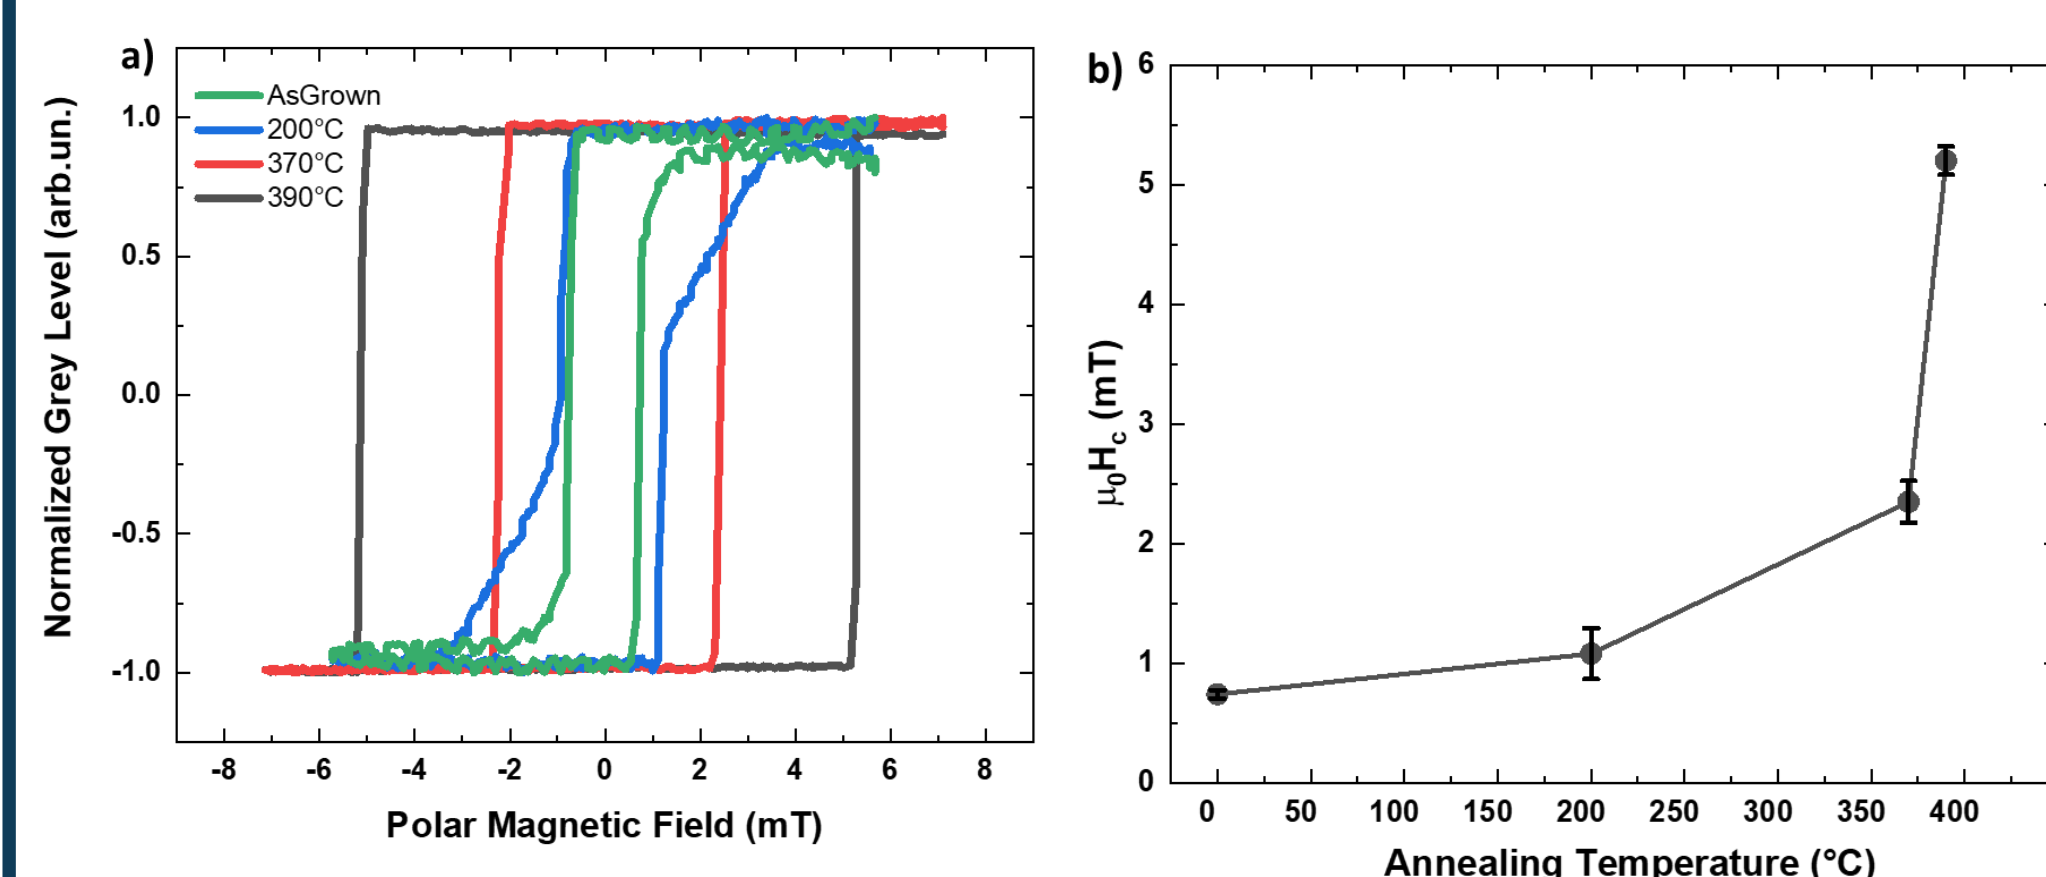 a)
AsGrown
200°C
370°C
390°C
Normalized Grey Level (arb.un.)
1.0
0.5
0.0
-0.5
-1.0
-8 -6 -4 -2 0 2 4 6 8
Polar Magnetic Field (mT)
b)
μ0Hc (mT)
6
5
4
3
2
1
0
0 50 100 150 200 250 300 350 400
Annealing Temperature (°C)